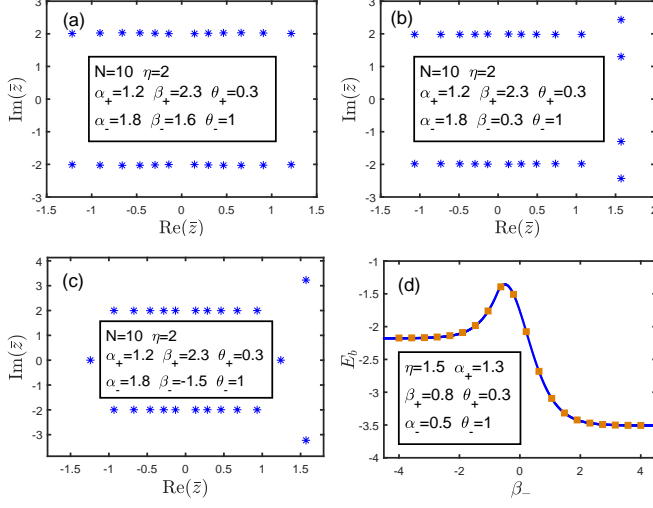 (a)
3
2
1
0
-1
-2
-3
Im(z̄)
N=10 η=2
α₊=1.2 β₊=2.3 θ₊=0.3
α₋=1.8 β₋=1.6 θ₋=1
-1.5 -1 -0.5 0 0.5 1 1.5
Re(z̄)
(b)
3
2
1
0
-1
-2
-3
Im(z̄)
N=10 η=2
α₊=1.2 β₊=2.3 θ₊=0.3
α₋=1.8 β₋=0.3 θ₋=1
-1 -0.5 0 0.5 1 1.5 2
Re(z̄)
(c)
4
3
2
1
0
-1
-2
-3
Im(z̄)
N=10 η=2
α₊=1.2 β₊=2.3 θ₊=0.3
α₋=1.8 β₋=-1.5 θ₋=1
-1.5 -1 -0.5 0 0.5 1 1.5
Re(z̄)
(d)
-1
-1.5
-2
-2.5
-3
-3.5
-4
E_b
η=1.5 α₊=1.3
β₊=0.8 θ₊=0.3
α₋=0.5 θ₋=1
-4 -2 0 2 4
β₋